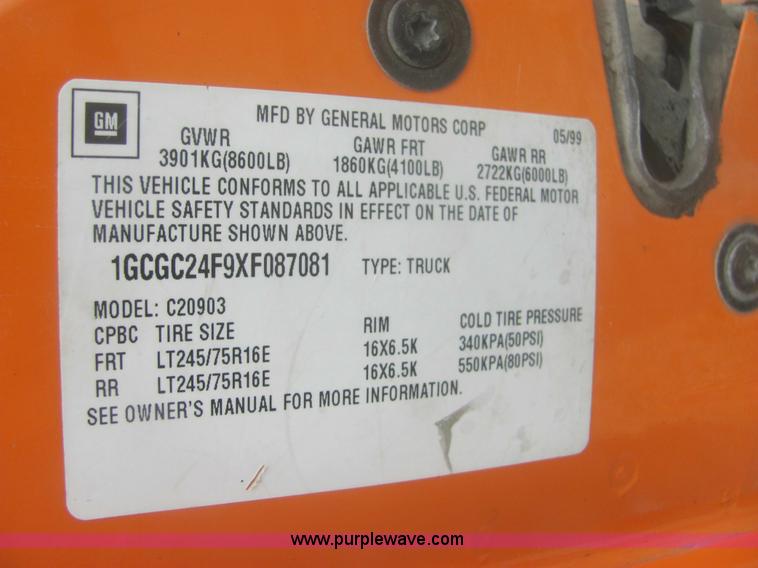 GM
MFD BY GENERAL MOTORS CORP 05/99
GVWR GAWR FRT GAWR RR
3901KG(8600LB) 1860KG(4100LB) 2722KG(6000LB)
THIS VEHICLE CONFORMS TO ALL APPLICABLE U.S. FEDERAL MOTOR
VEHICLE SAFETY STANDARDS IN EFFECT ON THE DATE OF
MANUFACTURE SHOWN ABOVE.
1GCGC24F9XF087081 TYPE: TRUCK
MODEL: C20903
CPBC TIRE SIZE RIM COLD TIRE PRESSURE
FRT LT245/75R16E 16X6.5K 340KPA(50PSI)
RR LT245/75R16E 16X6.5K 550KPA(80PSI)
SEE OWNER'S MANUAL FOR MORE INFORMATION.
www.purplewave.com